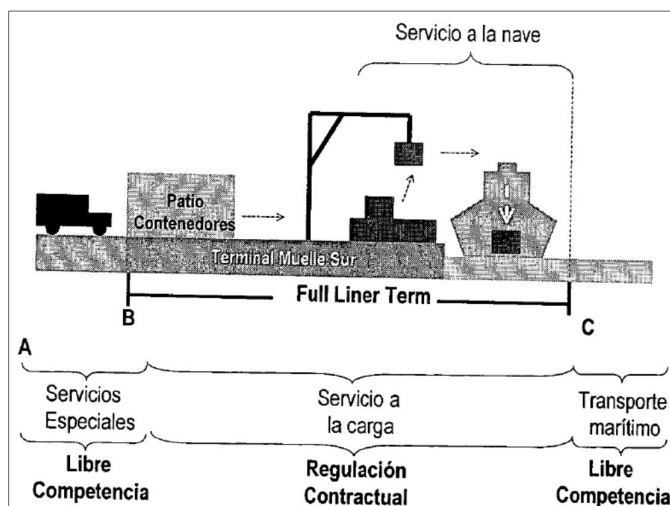 Servicio a la nave
Patio
Contenedores
Terminal Muelle Sur
Full Liner Term
B
C
A
Servicios
Especiales
Servicio a
la carga
Transporte
marítimo
Libre
Competencia
Regulación
Contractual
Libre
Competencia